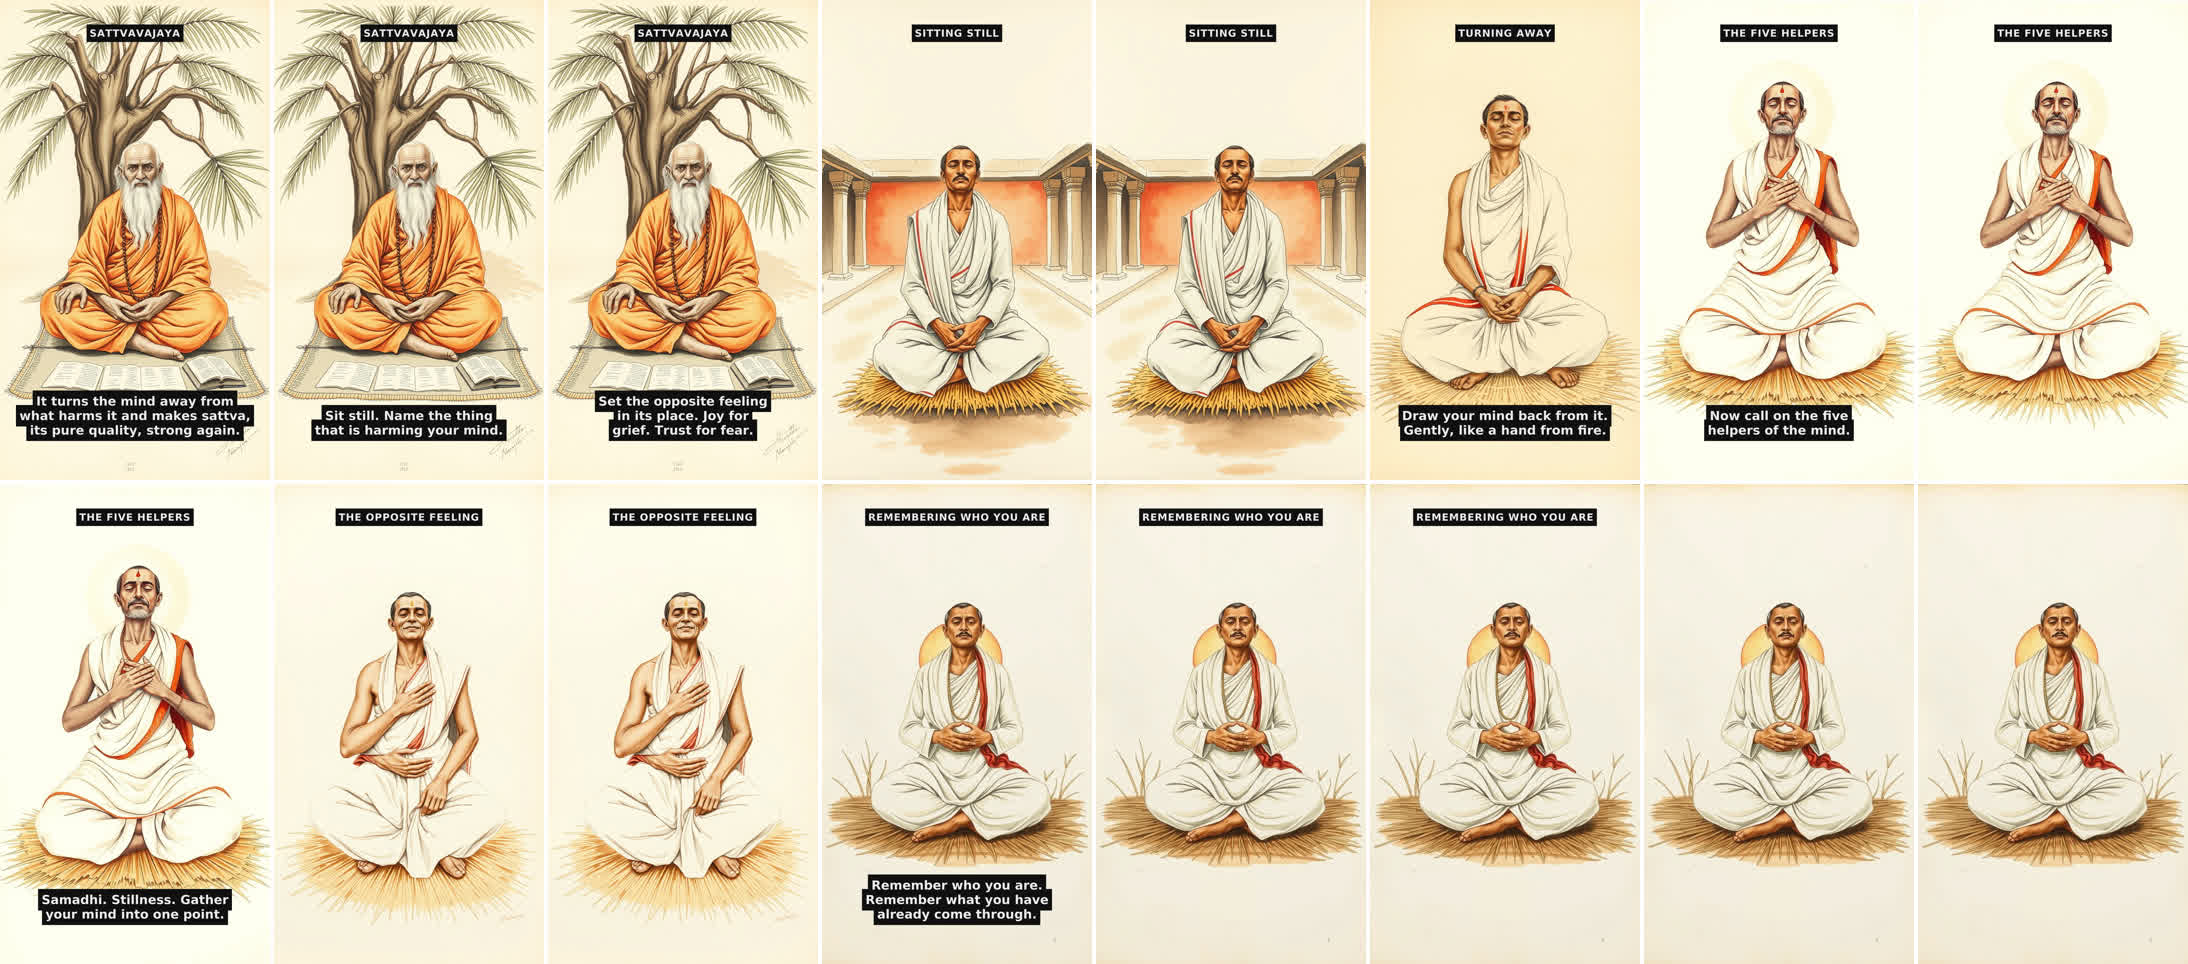 SATTVAVAJAYA
It turns the mind away from
what harms it and makes sattva,
its pure quality, strong again.
SATTVAVAJAYA
Sit still. Name the thing
that is harming your mind.
SATTVAVAJAYA
Set the opposite feeling
in its place. Joy for
grief. Trust for fear.
SITTING STILL
SITTING STILL
TURNING AWAY
Draw your mind back from it.
Gently, like a hand from fire.
THE FIVE HELPERS
Now call on the five
helpers of the mind.
THE FIVE HELPERS
THE FIVE HELPERS
Samadhi. Stillness. Gather
your mind into one point.
THE OPPOSITE FEELING
THE OPPOSITE FEELING
REMEMBERING WHO YOU ARE
Remember who you are.
Remember what you have
already come through.
REMEMBERING WHO YOU ARE
REMEMBERING WHO YOU ARE